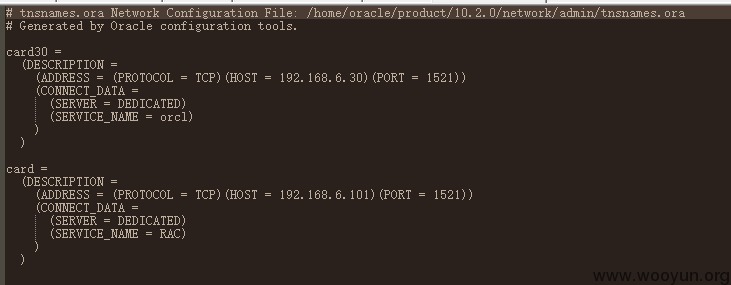 # tnsnames.ora Network Configuration File: /home/oracle/product/10.2.0/network/admin/tnsnames.ora
# Generated by Oracle configuration tools.
card30 =
(DESCRIPTION =
(ADDRESS = (PROTOCOL = TCP)(HOST = 192.168.6.30)(PORT = 1521))
(CONNECT_DATA =
(SERVER = DEDICATED)
(SERVICE_NAME = orcl)
)
)
card =
(DESCRIPTION =
(ADDRESS = (PROTOCOL = TCP)(HOST = 192.168.6.101)(PORT = 1521))
(CONNECT_DATA =
(SERVER = DEDICATED)
(SERVICE_NAME = RAC)
)
)
www.wooyun.org